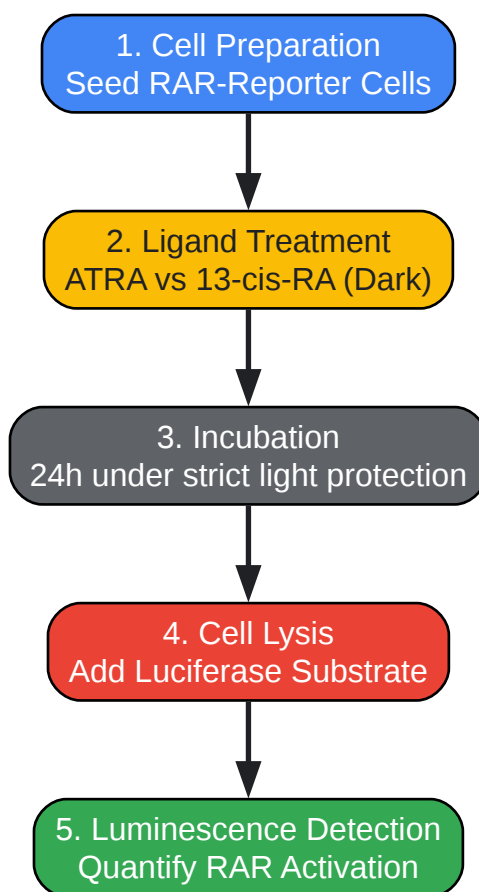 1. Cell Preparation
Seed RAR-Reporter Cells
2. Ligand Treatment
ATRA vs 13-cis-RA (Dark)
3. Incubation
24h under strict light protection
4. Cell Lysis
Add Luciferase Substrate
5. Luminescence Detection
Quantify RAR Activation